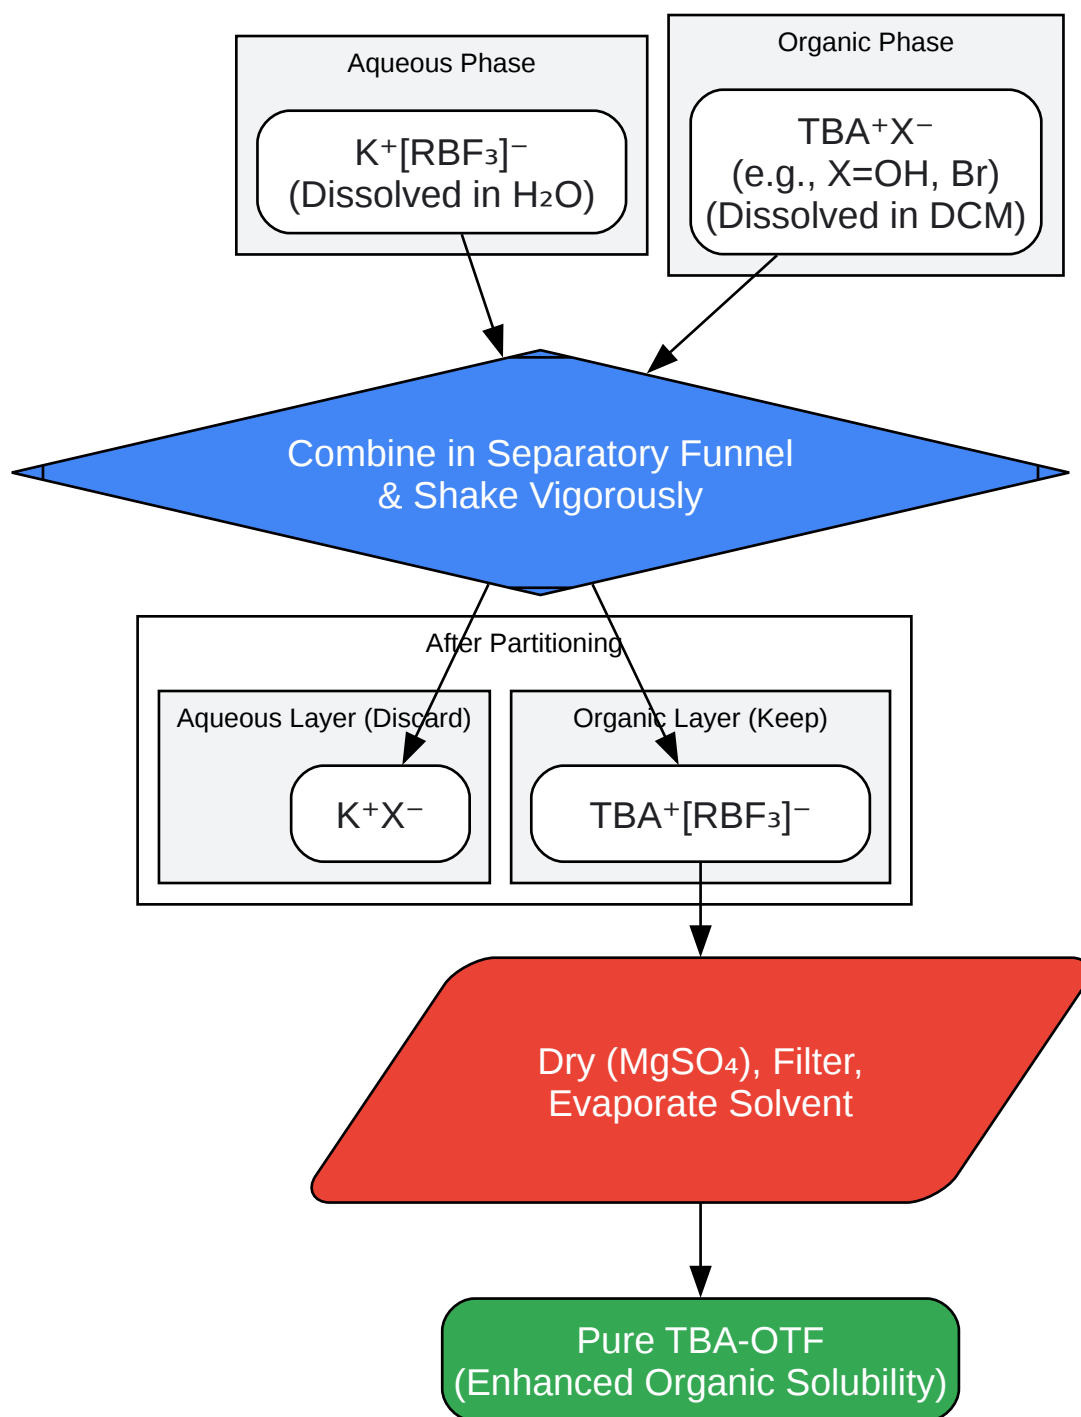 Aqueous Phase
K⁺[RBF₃]⁻
(Dissolved in H₂O)
Organic Phase
TBA⁺X⁻
(e.g., X=OH, Br)
(Dissolved in DCM)
Combine in Separatory Funnel
& Shake Vigorously
After Partitioning
Aqueous Layer (Discard)
K⁺X⁻
Organic Layer (Keep)
TBA⁺[RBF₃]⁻
Dry (MgSO₄), Filter,
Evaporate Solvent
Pure TBA-OTF
(Enhanced Organic Solubility)